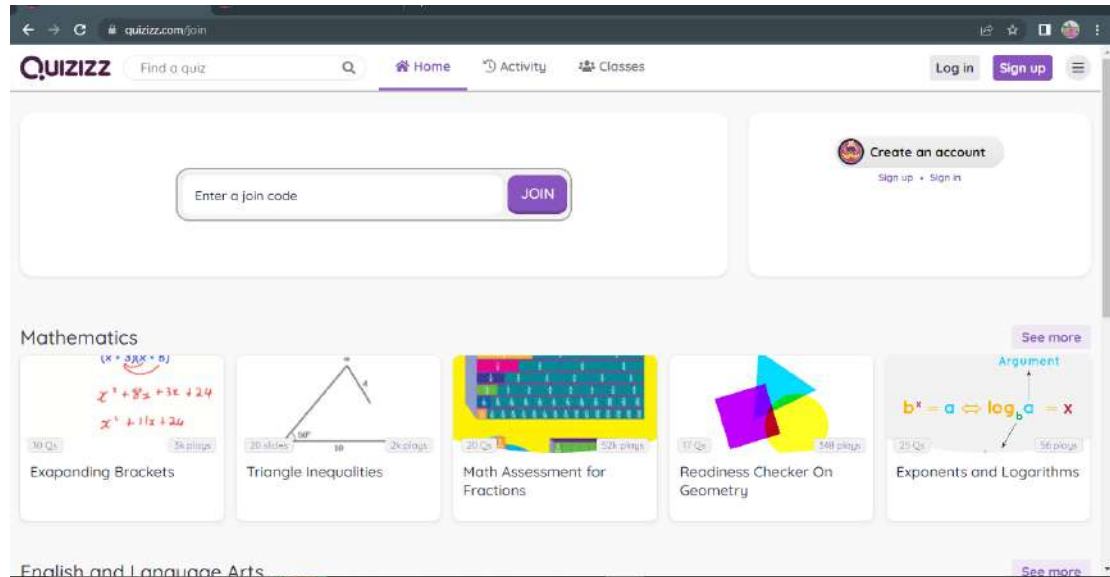 quizizz.com/join
QUIZIZZ
Find a quiz
Home
Activity
Classes
Log in
Sign up
Enter a join code
JOIN
Create an account
Sign up • Sign in
Mathematics
See more
x² + 8x + 3x + 24
x² + 11x + 24
10 Qs
3k plays
Exapanding Brackets
50°
10
20 slides
2k plays
Triangle Inequalities
20 Qs
52k plays
Math Assessment for
Fractions
17 Qs
548 plays
Readiness Checker On
Geometry
Argument
bˣ = a ⇔ log_b a = x
25 Qs
56 plays
Exponents and Logarithms
English and Language Arts
See more